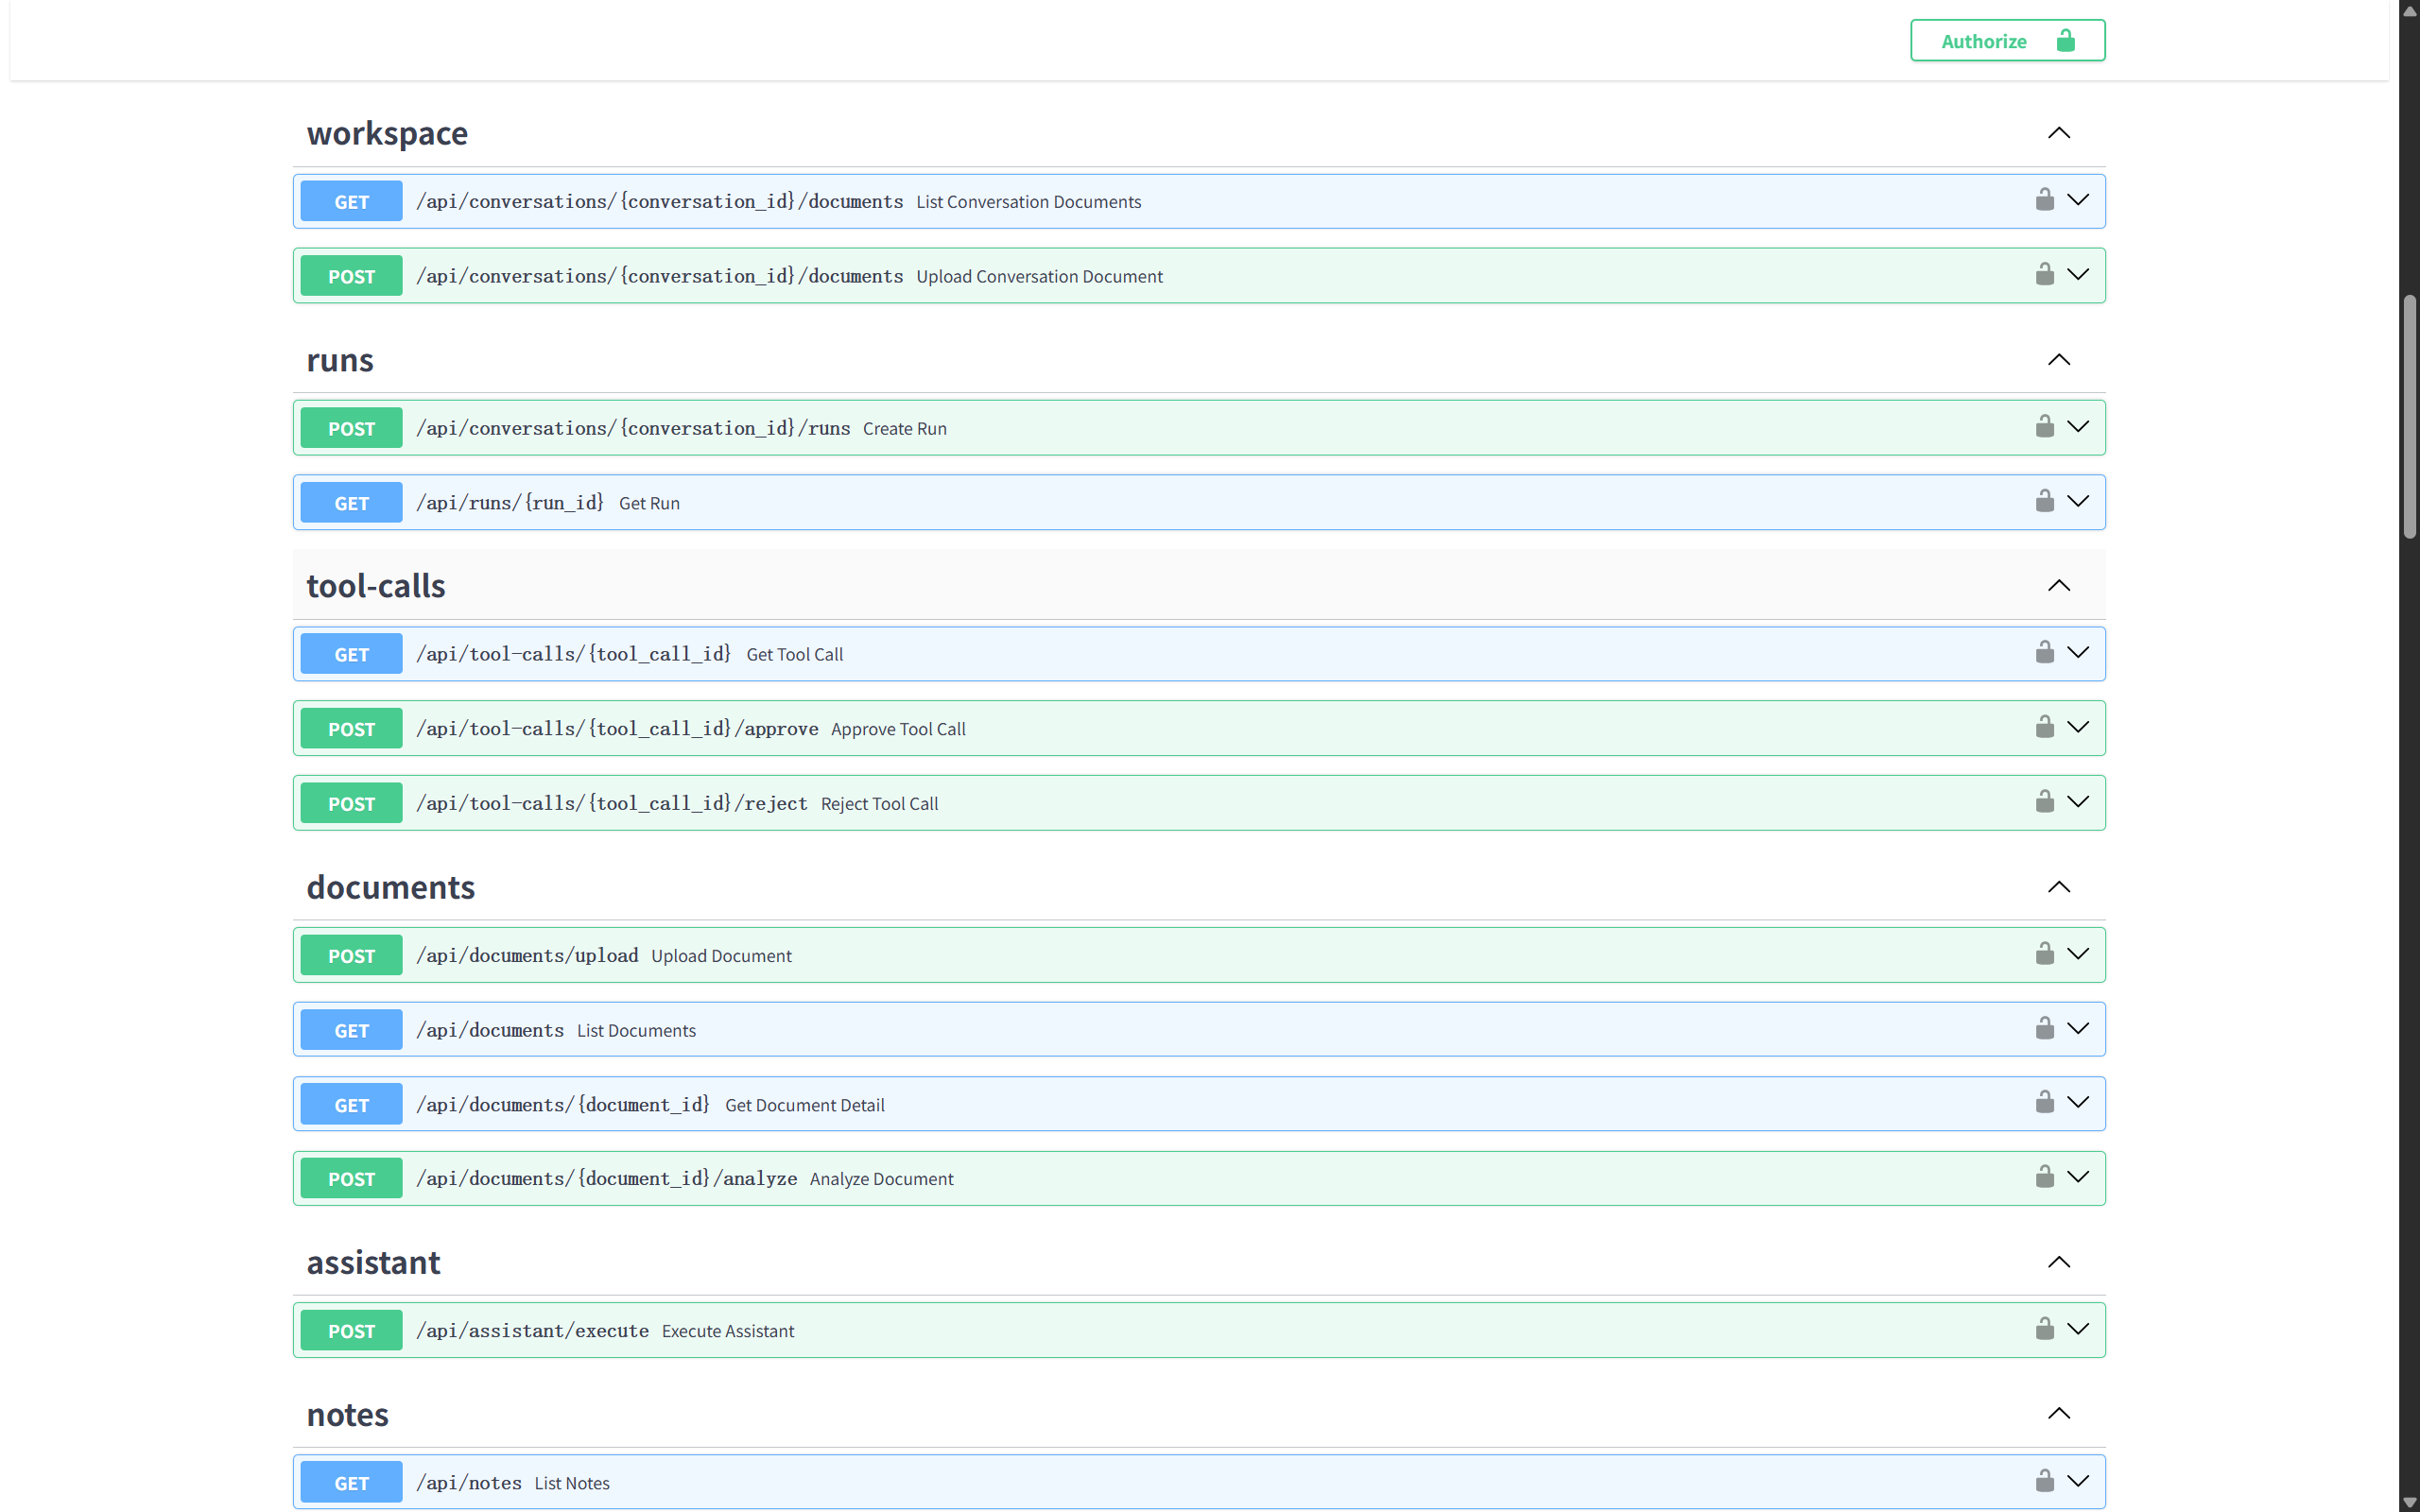 Authorize
workspace
GET /api/conversations/{conversation_id}/documents List Conversation Documents
POST /api/conversations/{conversation_id}/documents Upload Conversation Document
runs
POST /api/conversations/{conversation_id}/runs Create Run
GET /api/runs/{run_id} Get Run
tool-calls
GET /api/tool-calls/{tool_call_id} Get Tool Call
POST /api/tool-calls/{tool_call_id}/approve Approve Tool Call
POST /api/tool-calls/{tool_call_id}/reject Reject Tool Call
documents
POST /api/documents/upload Upload Document
GET /api/documents List Documents
GET /api/documents/{document_id} Get Document Detail
POST /api/documents/{document_id}/analyze Analyze Document
assistant
POST /api/assistant/execute Execute Assistant
notes
GET /api/notes List Notes